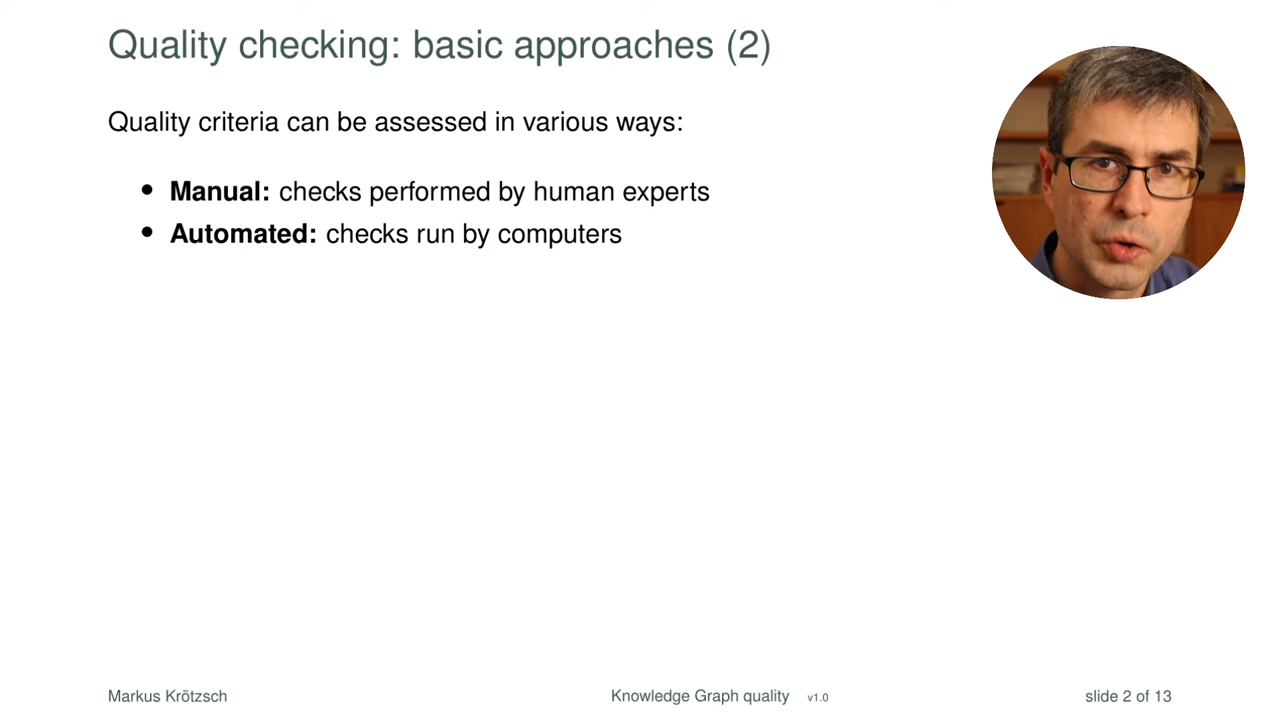 Quality checking: basic approaches (2)
Quality criteria can be assessed in various ways:
• Manual: checks performed by human experts
• Automated: checks run by computers
Markus Krötzsch
Knowledge Graph quality v1.0
slide 2 of 13